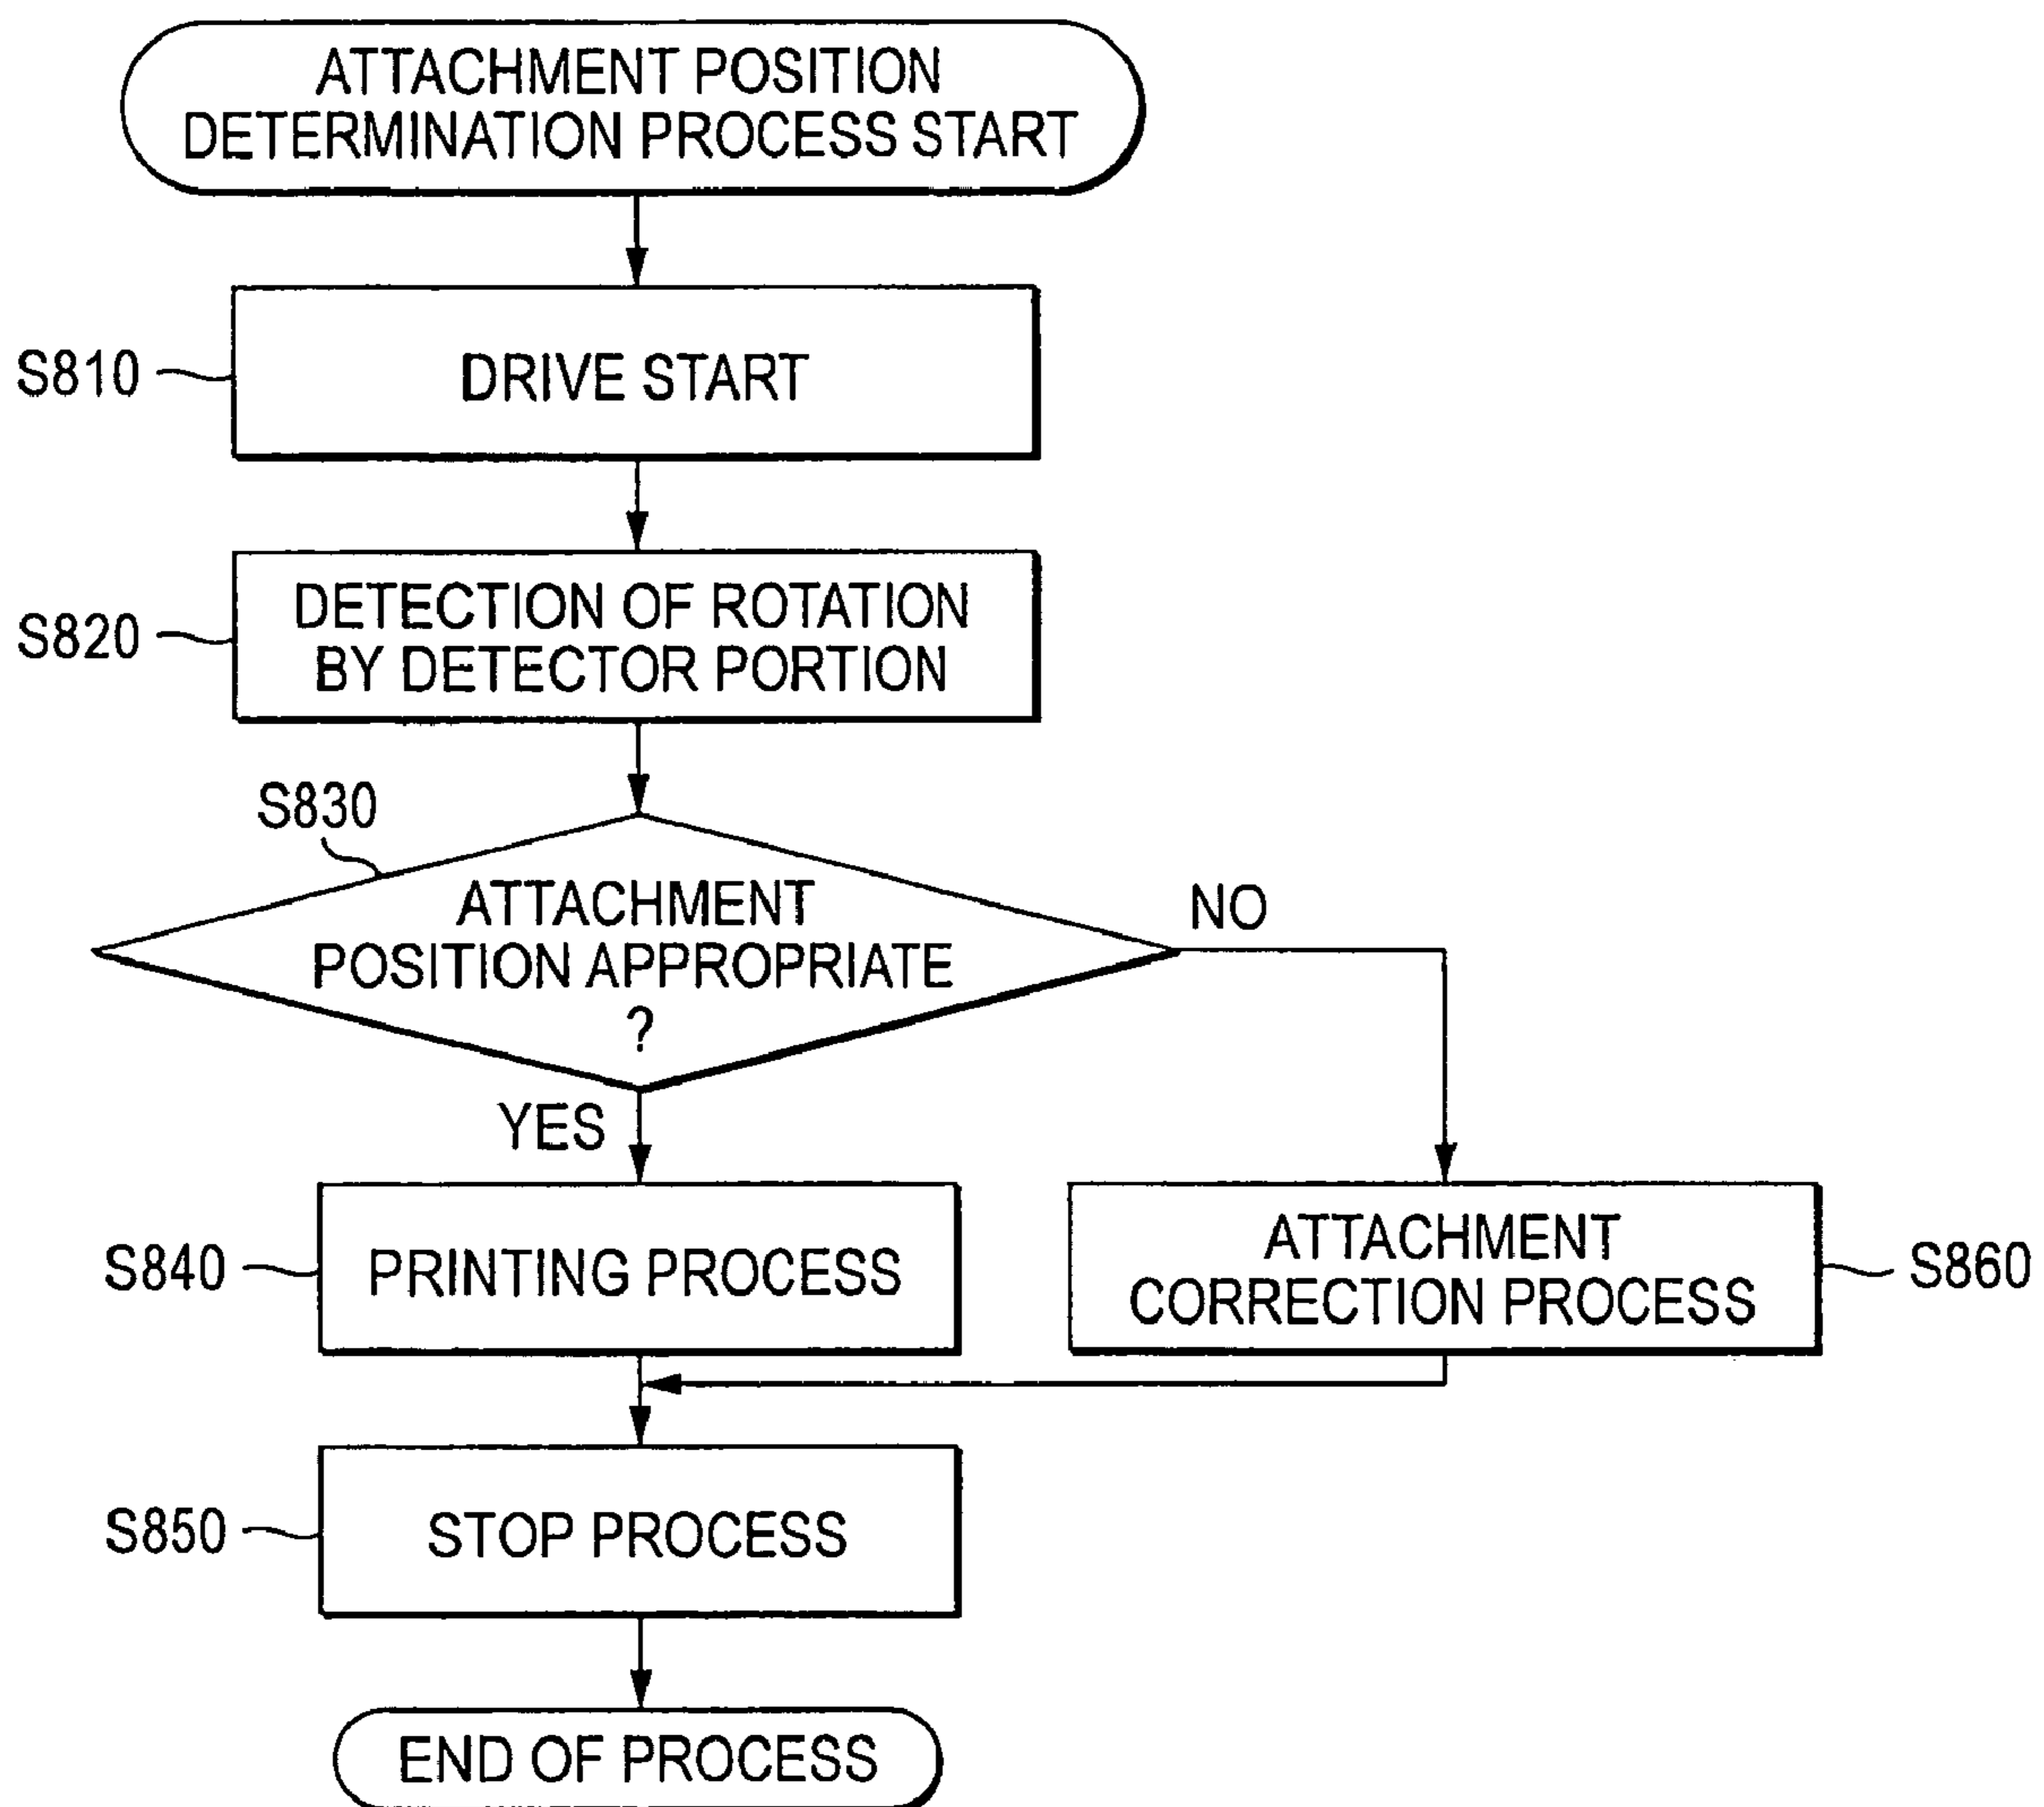 ATTACHMENT POSITION
DETERMINATION PROCESS START
S810
DRIVE START
S820
DETECTION OF ROTATION
BY DETECTOR PORTION
S830
ATTACHMENT
POSITION APPROPRIATE
?
NO
YES
S840
PRINTING PROCESS
ATTACHMENT
CORRECTION PROCESS
S860
S850
STOP PROCESS
END OF PROCESS